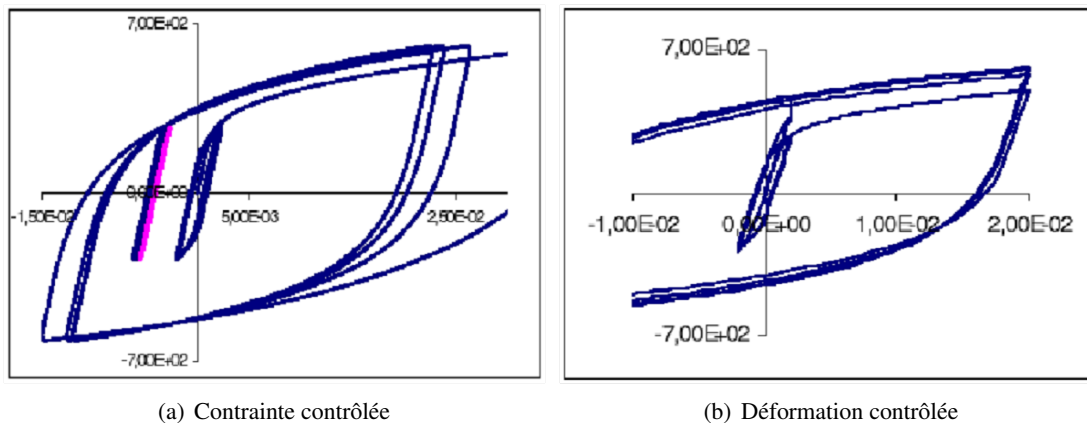 7,00E+02
0,00E+00
-1,50E-02
5,00E-03
2,50E-02
-7,00E+02
(a) Contrainte contrôlée
7,00E+02
-1,00E-02
0,00E+00
1,00E-02
2,00E-02
-7,00E+02
(b) Déformation contrôlée